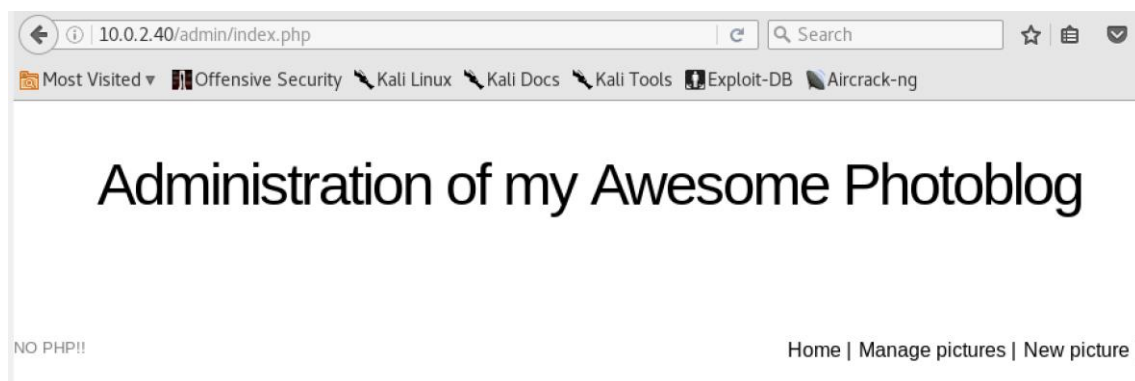 10.0.2.40/admin/index.php Search
Most Visited Offensive Security Kali Linux Kali Docs Kali Tools Exploit-DB Aircrack-ng
Administration of my Awesome Photoblog
NO PHP!! Home | Manage pictures | New picture